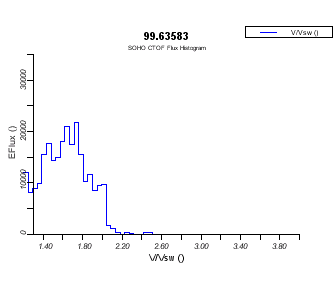 99.63583
V/Vsw ()
SOHO CTOF Flux Histogram
30000
20000
10000
0
EFlux ()
1.40 1.80 2.20 2.60 3.00 3.40 3.80
V/Vsw ()